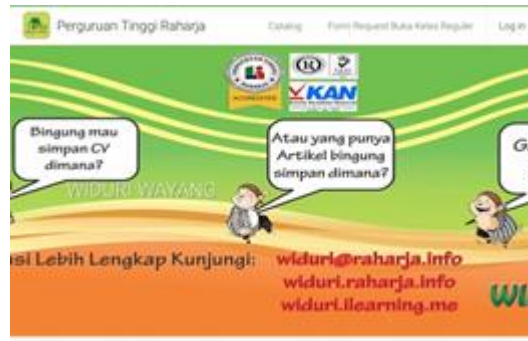 Perguruan Tinggi Raharja
Catalog
Form Request Buka Kelas Reguler
Log in
KAN
Bingung mau
simpan CV
dimana?
Atau yang punya
Artikel bingung
simpan dimana?
G
WIDURI WAYANG
si Lebih Lengkap Kunjungi:
widuri@raharja.info
widuri.raharja.info
widuri.ilearning.me
WI